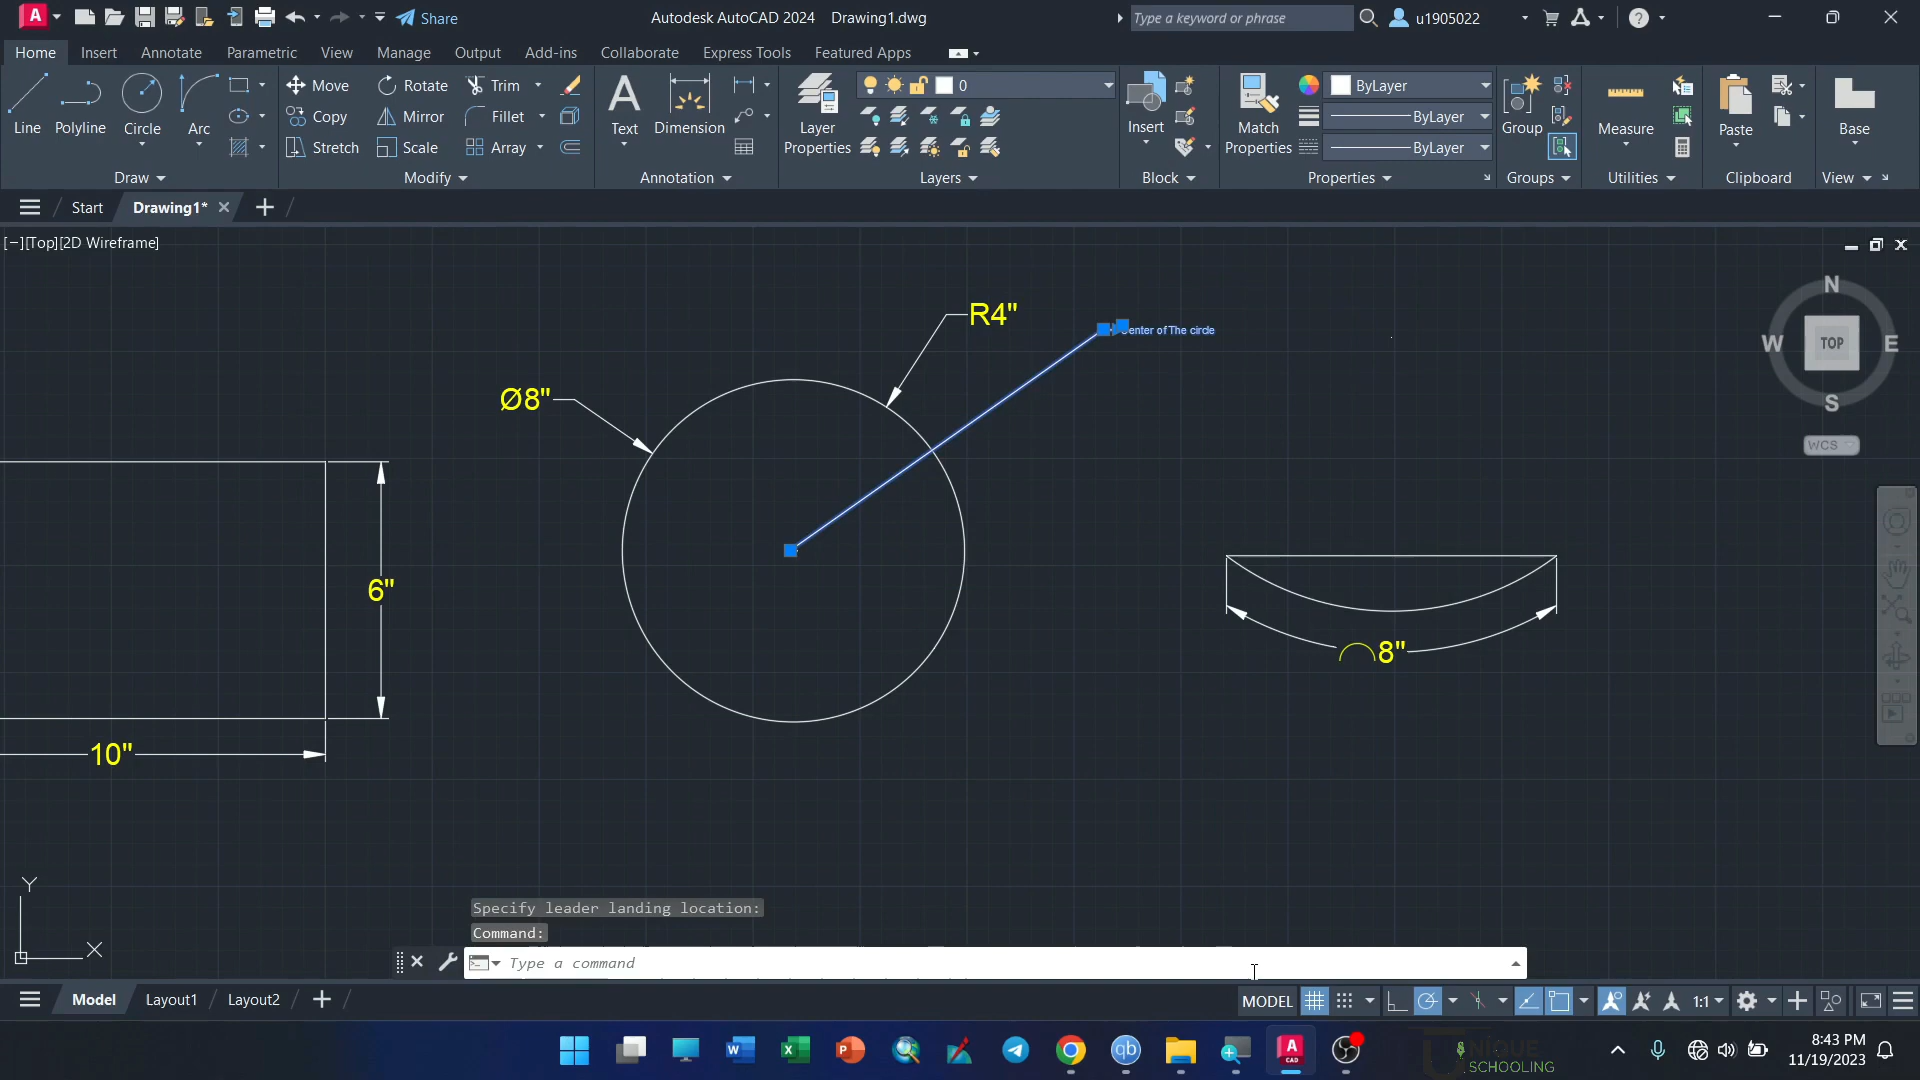 Share
Autodesk AutoCAD 2024 Drawing1.dwg
Type a keyword or phrase
u1905022
Home Insert Annotate Parametric View Manage Output Add-ins Collaborate Express Tools Featured Apps
Line Polyline Circle Arc
Move Rotate Trim
Copy Mirror Fillet
Stretch Scale Array
Text Dimension
Layer Properties
0
Insert
Match Properties
ByLayer
ByLayer
ByLayer
Group
Measure
Paste
Base
Draw Modify Annotation Layers Block Properties Groups Utilities Clipboard View
Start Drawing1*
[−][Top][2D Wireframe]
N
W TOP E
S
WCS
R4"
Center of The circle
Ø8"
6"
8"
10"
Y
X
Specify leader landing location:
Command:
Type a command
Model Layout1 Layout2
MODEL
1:1
8:43 PM
11/19/2023
UNIQUE
SCHOOLING